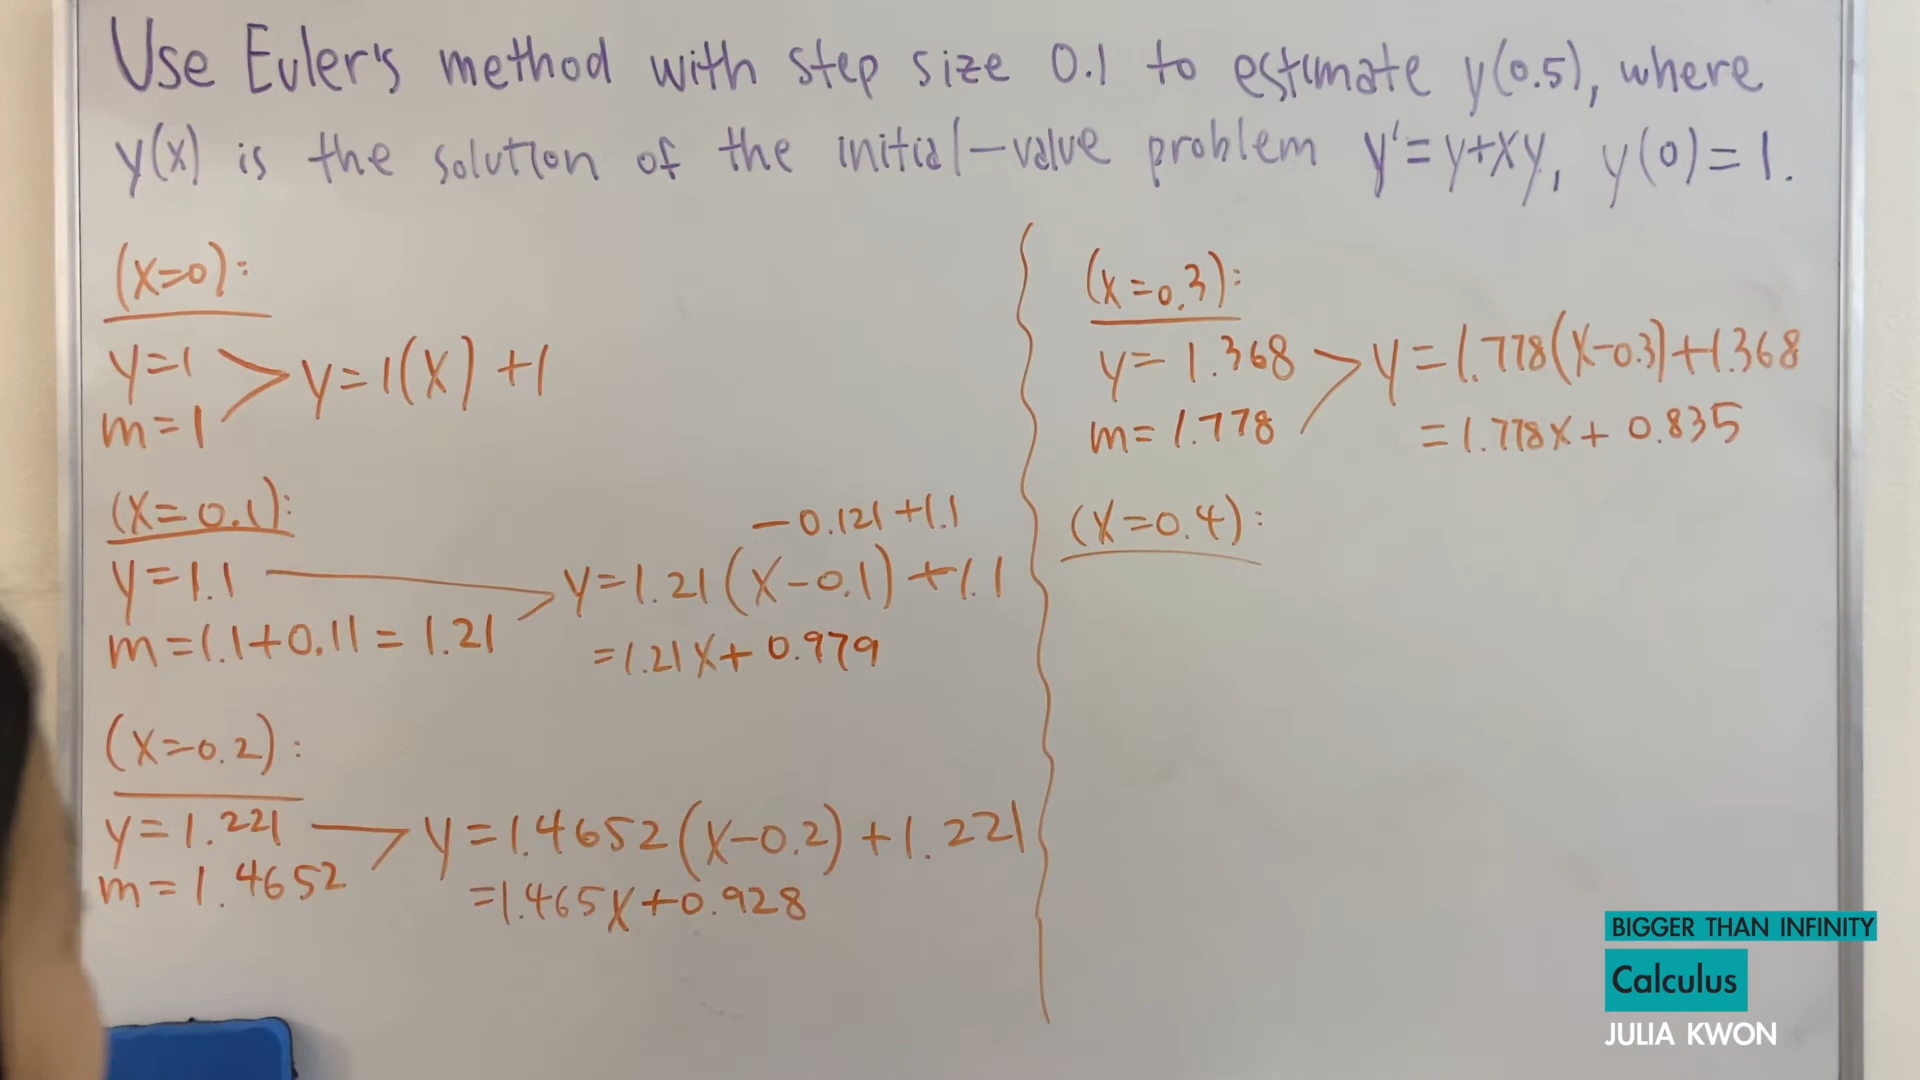 Use Euler's method with step size 0.1 to estimate y(0.5), where
y(x) is the solution of the initial-value problem y'=y+xy, y(0)=1.
(x=0):
y=1 > y=1(x)+1
m=1
(x=0.1):
-0.121+1.1
y=1.1 > y=1.21(x-0.1)+1.1
m=1.1+0.11=1.21
=1.21x+0.979
(x=0.2):
y=1.221 > y=1.4652(x-0.2)+1.221
m=1.4652
=1.465x+0.928
(x=0.3):
y=1.368 > y=1.778(x-0.3)+1.368
m=1.778
=1.778x+0.835
(x=0.4):
BIGGER THAN INFINITY
Calculus
JULIA KWON